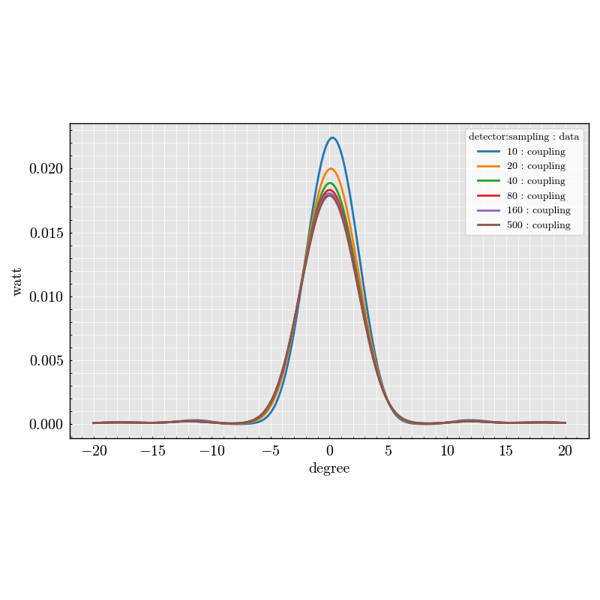 detector:sampling : data
10 : coupling
20 : coupling
40 : coupling
80 : coupling
160 : coupling
500 : coupling
0.020
0.015
0.010
0.005
0.000
watt
−20 −15 −10 −5 0 5 10 15 20
degree